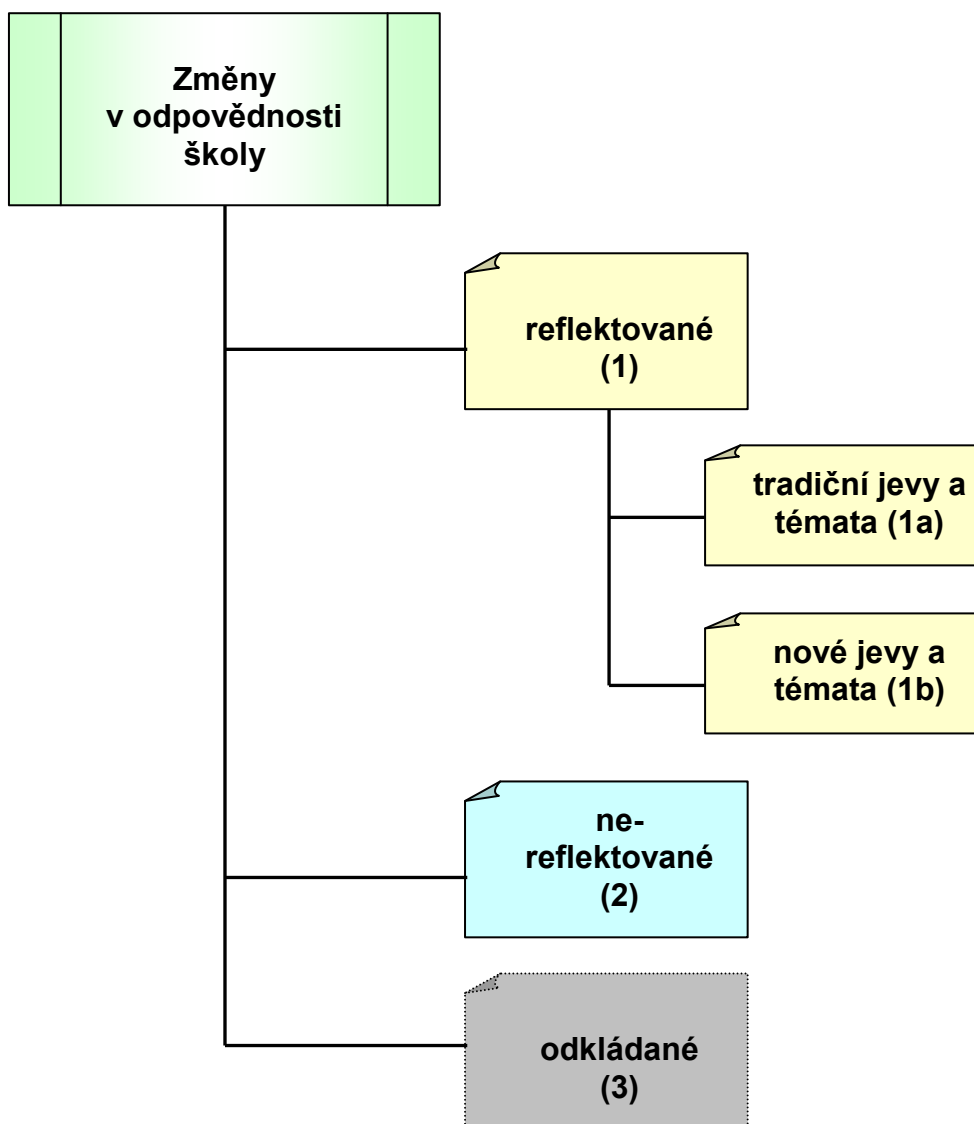 Změny
v odpovědnosti
školy
reflektované
(1)
tradiční jevy a
témata (1a)
nové jevy a
témata (1b)
ne-
reflektované
(2)
odkládané
(3)